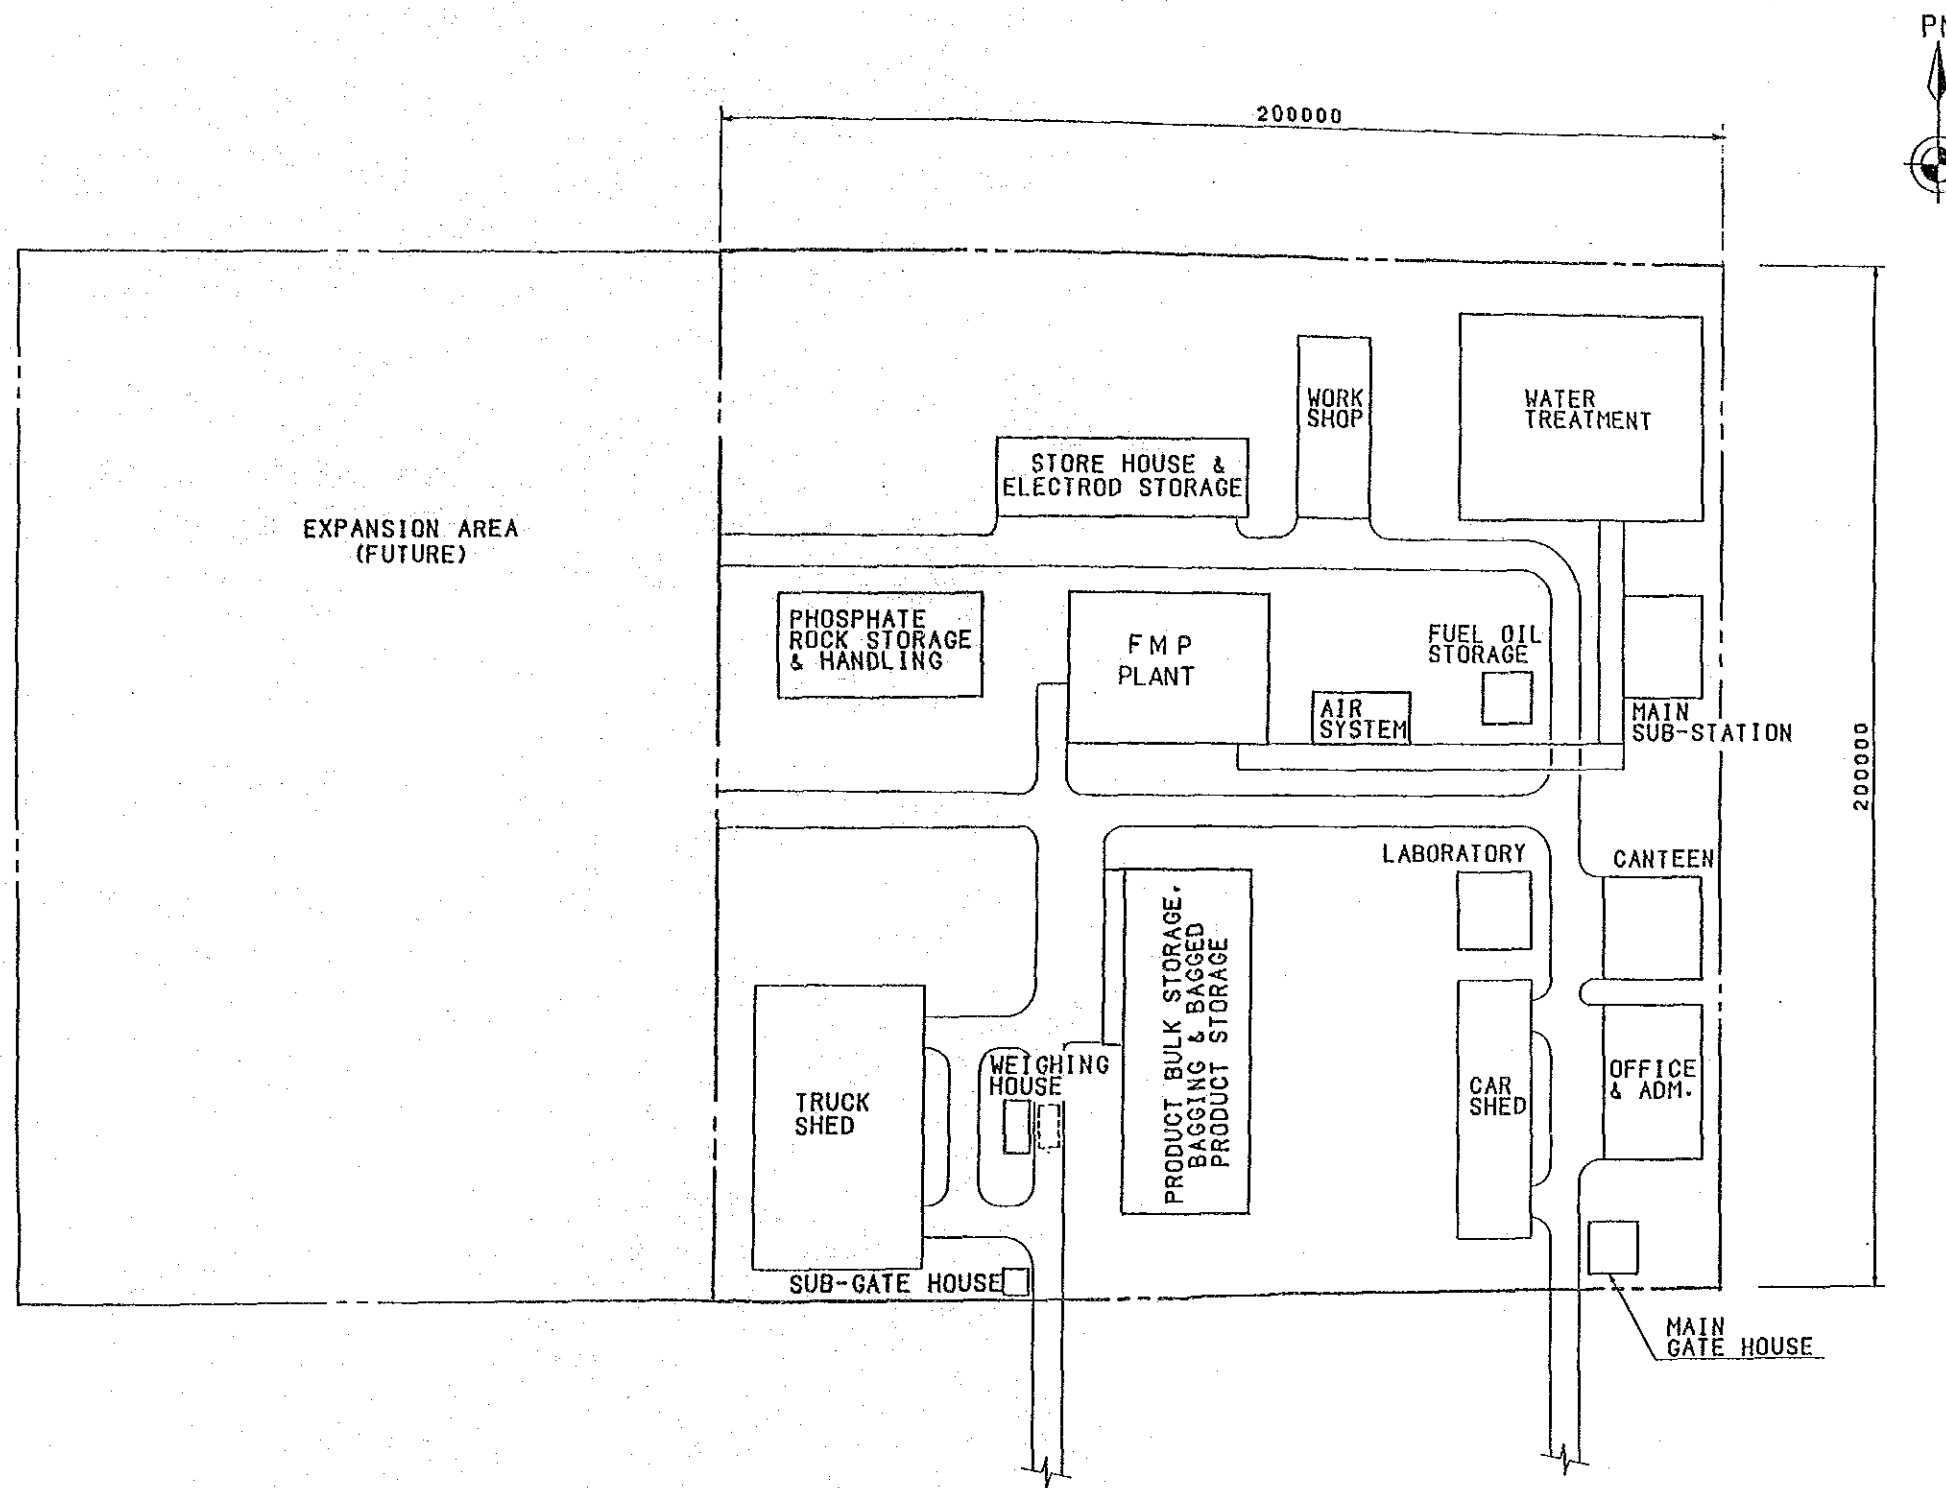 PN
200000
WORK
SHOP
WATER
TREATMENT
STORE HOUSE &
ELECTROD STORAGE
EXPANSION AREA
(FUTURE)
PHOSPHATE
ROCK STORAGE
& HANDLING
FMP
PLANT
FUEL OIL
STORAGE
AIR
SYSTEM
MAIN
SUB-STATION
200000
LABORATORY
CANTEEN
PRODUCT BULK STORAGE,
BAGGING & BAGGED
PRODUCT STORAGE
WEIGHING
HOUSE
TRUCK
SHED
CAR
SHED
OFFICE
& ADM.
SUB-GATE HOUSE
MAIN
GATE HOUSE